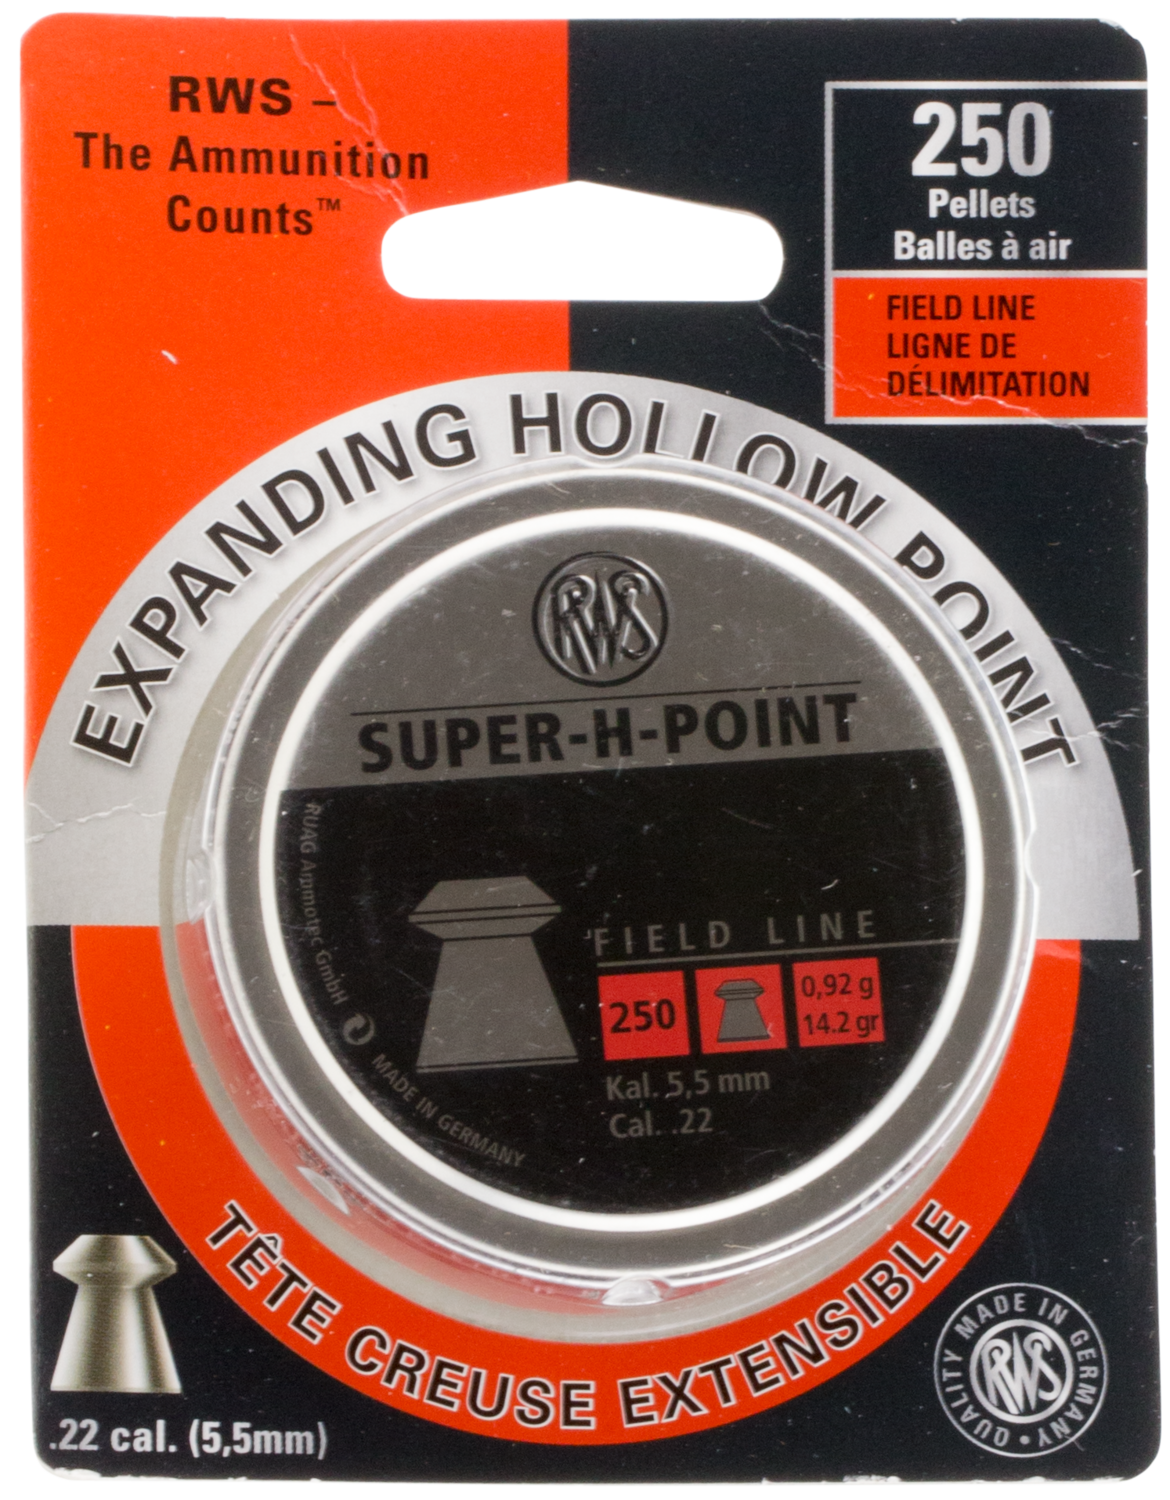 RWS –
The Ammunition
Counts™
250
Pellets
Balles à air
FIELD LINE
LIGNE DE
DÉLIMITATION
EXPANDING HOLLOW POINT
RWS
SUPER-H-POINT
RUAG Ammotec GmbH
MADE IN GERMANY
FIELD LINE
250
0,92 g
14.2 gr
Kal. 5,5 mm
Cal. .22
TÊTE CREUSE EXTENSIBLE
.22 cal. (5,5mm)
QUALITY MADE IN GERMANY
RWS